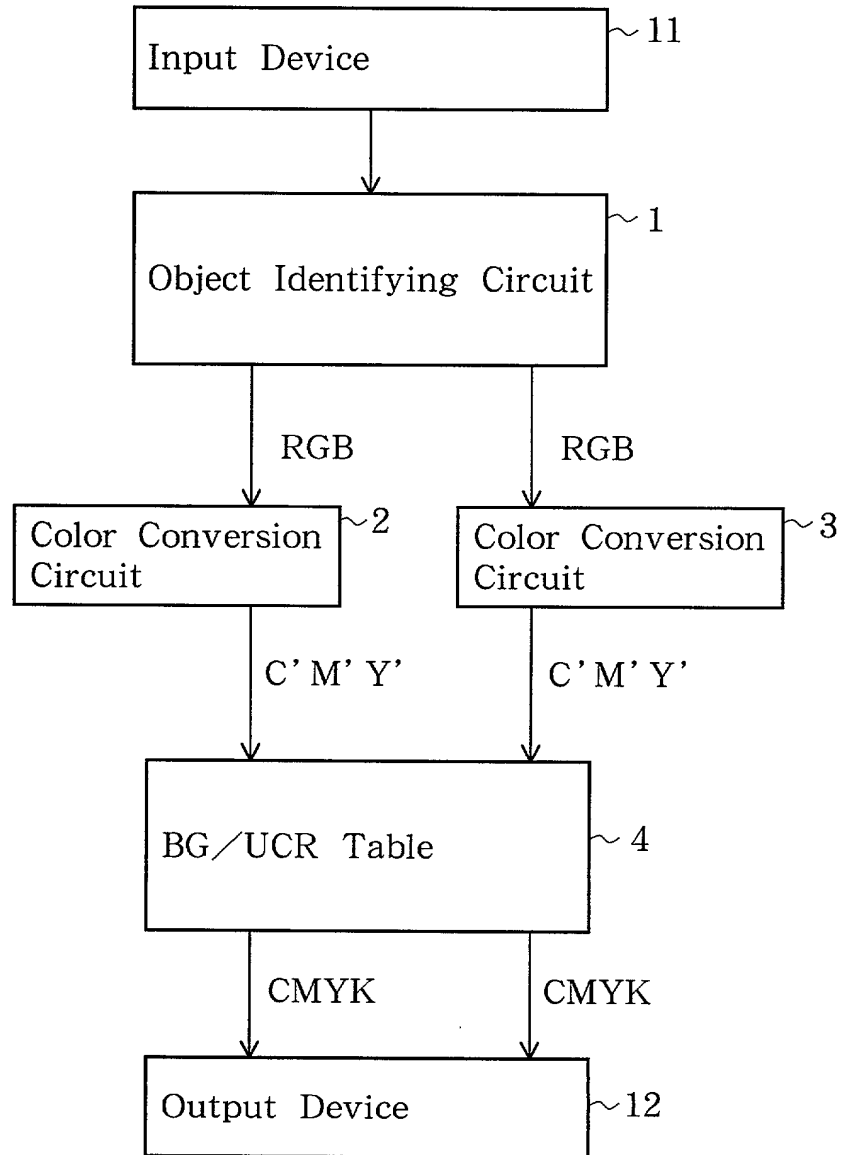 Input Device
11
1
Object Identifying Circuit
RGB
RGB
2
3
Color Conversion
Circuit
Color Conversion
Circuit
C'M'Y'
C'M'Y'
BG/UCR Table
4
CMYK
CMYK
Output Device
12